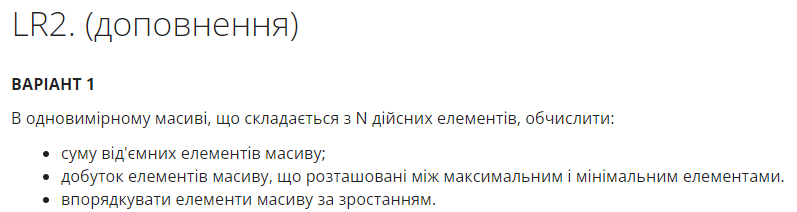 LR2. (доповнення)
ВАРІАНТ 1
В одновимірному масиві, що складається з N дійсних елементів, обчислити:
• суму від'ємних елементів масиву;
• добуток елементів масиву, що розташовані між максимальним і мінімальним елементами.
• впорядкувати елементи масиву за зростанням.